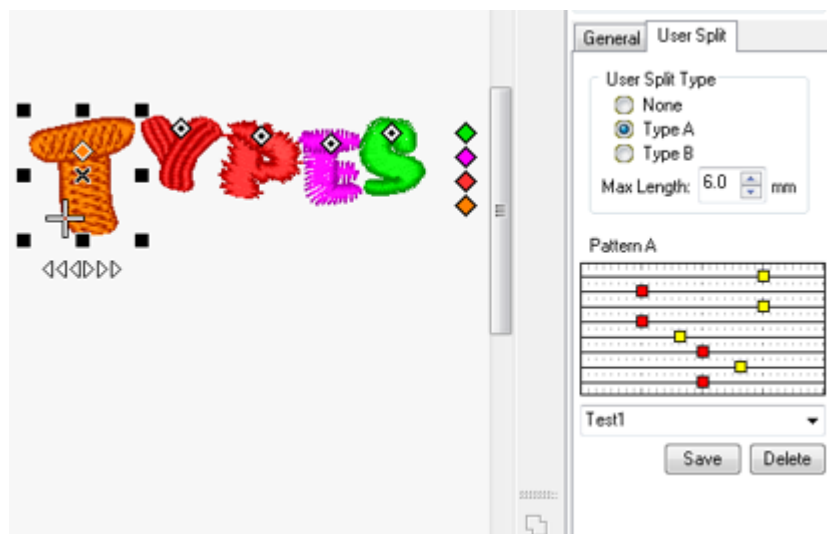 TYPES
General User Split
User Split Type
None
Type A
Type B
Max Length: 6.0 mm
Pattern A
Test1
Save Delete